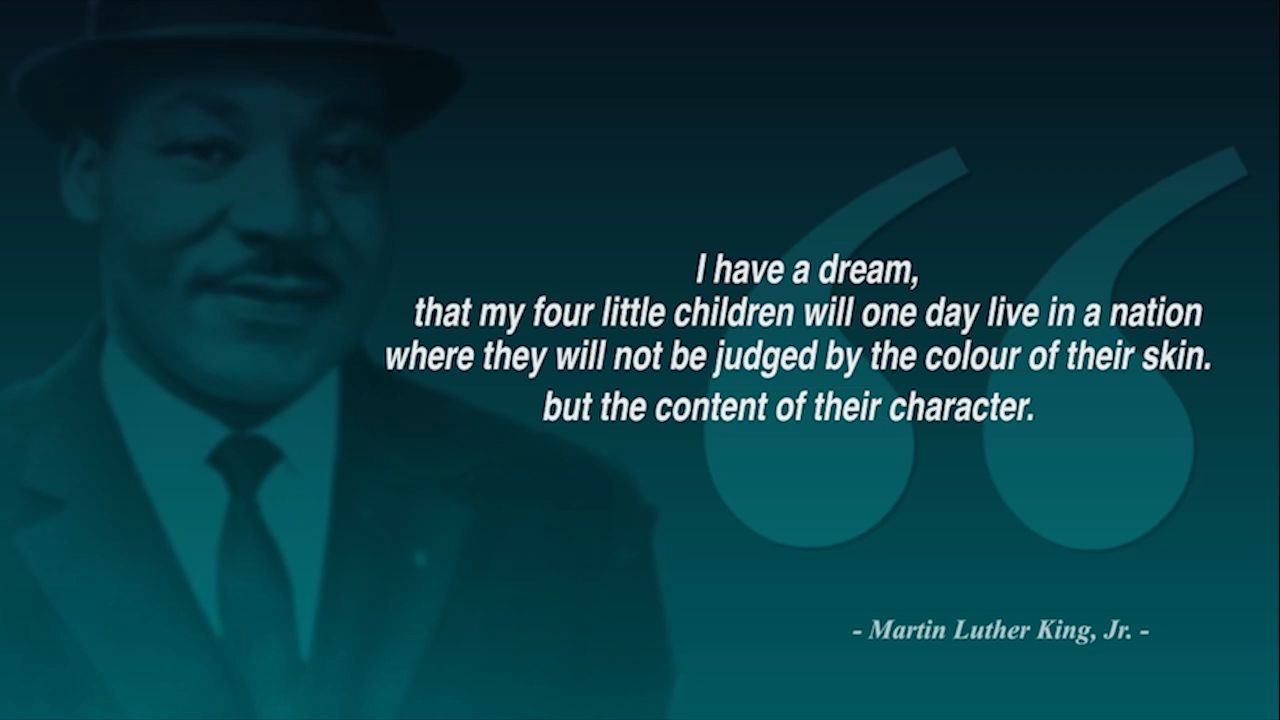 I have a dream,
that my four little children will one day live in a nation
where they will not be judged by the colour of their skin.
but the content of their character.
- Martin Luther King, Jr. -